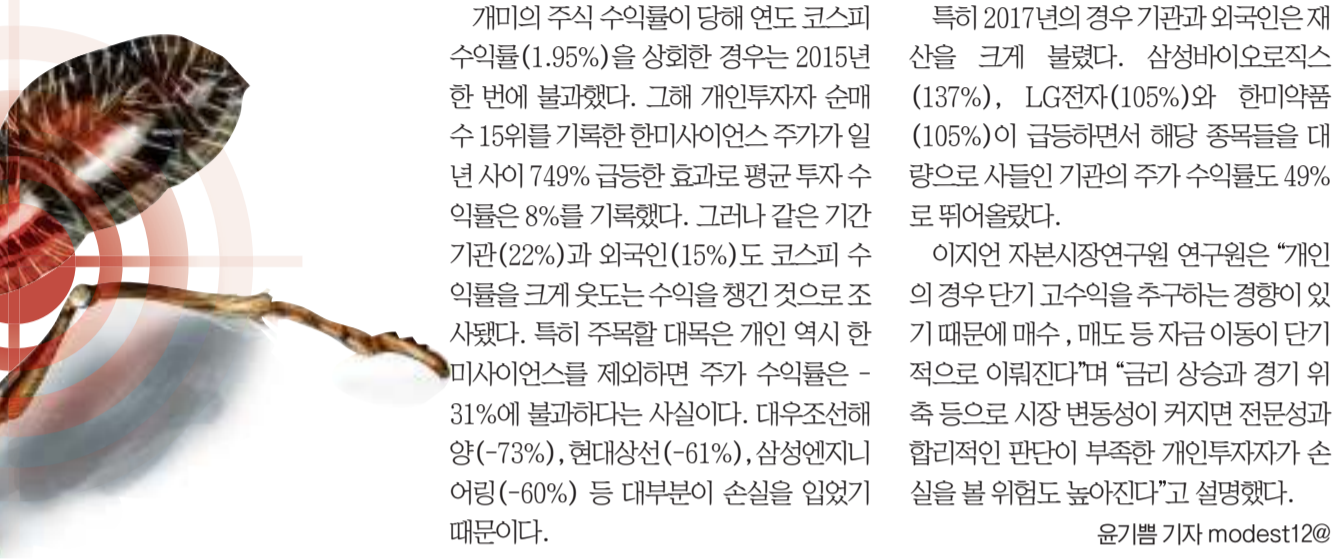 개미의 주식 수익률이 당해 연도 코스피
수익률(1.95%)을 상회한 경우는 2015년
한 번에 불과했다. 그해 개인투자자 순매
수 15위를 기록한 한미사이언스 주가가 일
년 사이 749% 급등한 효과로 평균 투자 수
익률은 8%를 기록했다. 그러나 같은 기간
기관(22%)과 외국인(15%)도 코스피 수
익률을 크게 웃도는 수익을 챙긴 것으로 조
사됐다. 특히 주목할 대목은 개인 역시 한
미사이언스를 제외하면 주가 수익률은 -
31%에 불과하다는 사실이다. 대우조선해
양(-73%), 현대상선(-61%), 삼성엔지니
어링(-60%) 등 대부분이 손실을 입었기
때문이다.
특히 2017년의 경우 기관과 외국인은 재
산을 크게 불렸다. 삼성바이오로직스
(137%), LG전자(105%)와 한미약품
(105%)이 급등하면서 해당 종목들을 대
량으로 사들인 기관의 주가 수익률도 49%
로 뛰어올랐다.
이지언 자본시장연구원 연구원은 “개인
의 경우 단기 고수익을 추구하는 경향이 있
기 때문에 매수 , 매도 등 자금 이동이 단기
적으로 이뤄진다”며 “금리 상승과 경기 위
축 등으로 시장 변동성이 커지면 전문성과
합리적인 판단이 부족한 개인투자자가 손
실을 볼 위험도 높아진다”고 설명했다.
윤기쁨 기자 modest12@